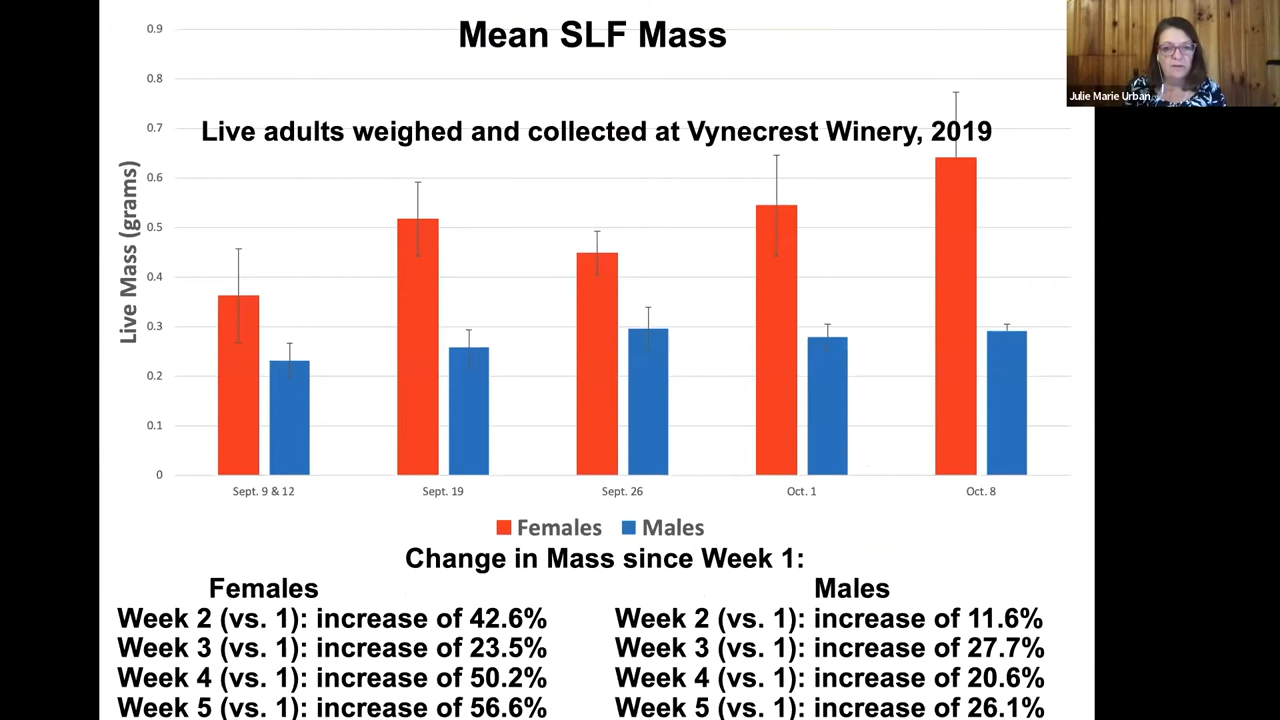 Mean SLF Mass
Live adults weighed and collected at Vynecrest Winery, 2019
Julie Marie Urban
Live Mass (grams)
0.9
0.8
0.7
0.6
0.5
0.4
0.3
0.2
0.1
0
Sept. 9 & 12
Sept. 19
Sept. 26
Oct. 1
Oct. 8
Females
Males
Change in Mass since Week 1:
Females
Week 2 (vs. 1): increase of 42.6%
Week 3 (vs. 1): increase of 23.5%
Week 4 (vs. 1): increase of 50.2%
Week 5 (vs. 1): increase of 56.6%
Males
Week 2 (vs. 1): increase of 11.6%
Week 3 (vs. 1): increase of 27.7%
Week 4 (vs. 1): increase of 20.6%
Week 5 (vs. 1): increase of 26.1%